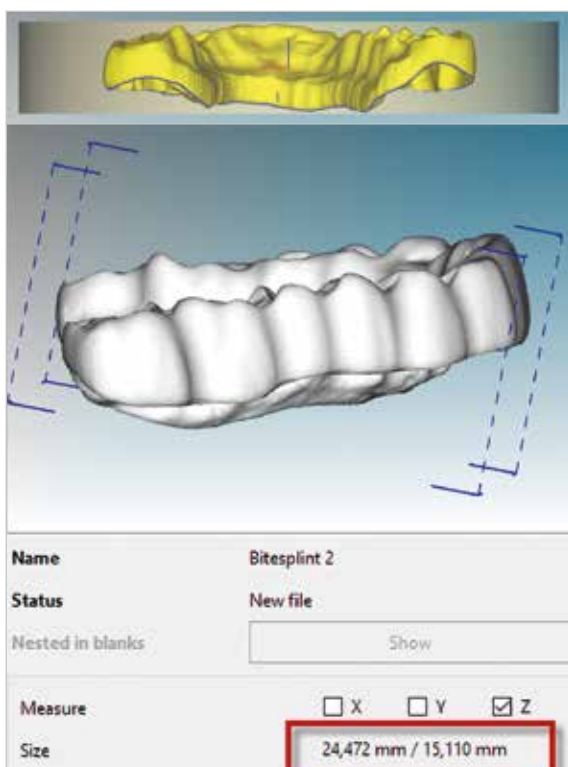 Name Bitesplint 2
Status New file
Nested in blanks Show
Measure X Y Z
Size 24,472 mm / 15,110 mm